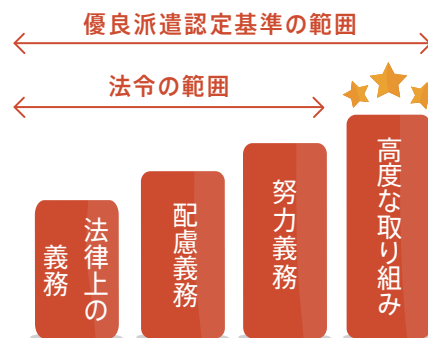 優良派遣認定基準の範囲
法令の範囲
法律上の
義務
配慮義務
努力義務
高度な取り組み